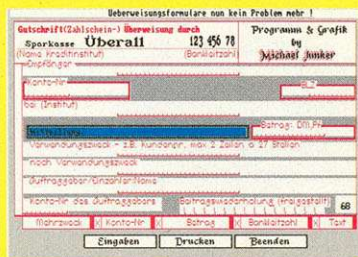 Ueberweisungsformulare nun kein Problem mehr !
Gutschrift(Zahlschein-) Überweisung durch
Sparkasse Überall 123 456 78
(Name Kreditinstitut) (Bankleitzahl)
Programm & Grafik
by
Michael Junker
Empfänger
Konto-Nr
BLZ
bei (Institut)
Betrag: DM,Pf
Verwendungszweck - z.B. Kundennr. max 2 Zeilen a 27 Stellen
noch Verwendungszweck
Auftraggeber/Einzahler:Name
Konto-Nr des Auftraggebers
68
Mehrzweck X Konto-Nr X Betrag X Bankleitzahl X Text
Eingaben Drucken Beenden